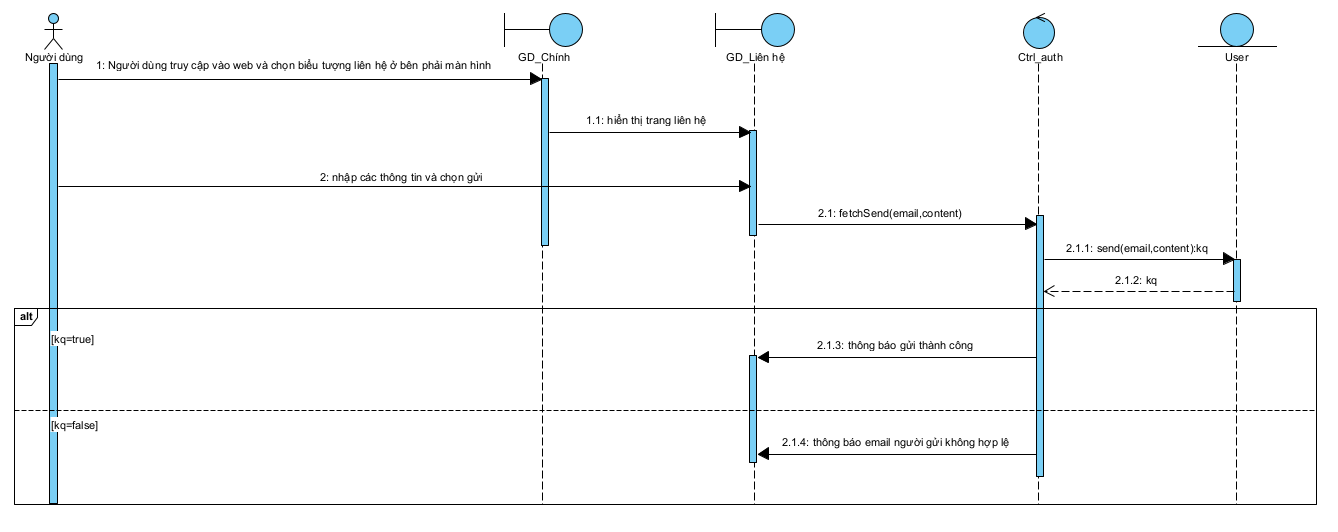 Người dùng
GD_Chính
GD_Liên hệ
Ctrl_auth
User
1: Người dùng truy cập vào web và chọn biểu tượng liên hệ ở bên phải màn hình
1.1: hiển thị trang liên hệ
2: nhập các thông tin và chọn gửi
2.1: fetchSend(email,content)
2.1.1: send(email,content):kq
2.1.2: kq
alt
[kq=true]
2.1.3: thông báo gửi thành công
[kq=false]
2.1.4: thông báo email người gửi không hợp lệ